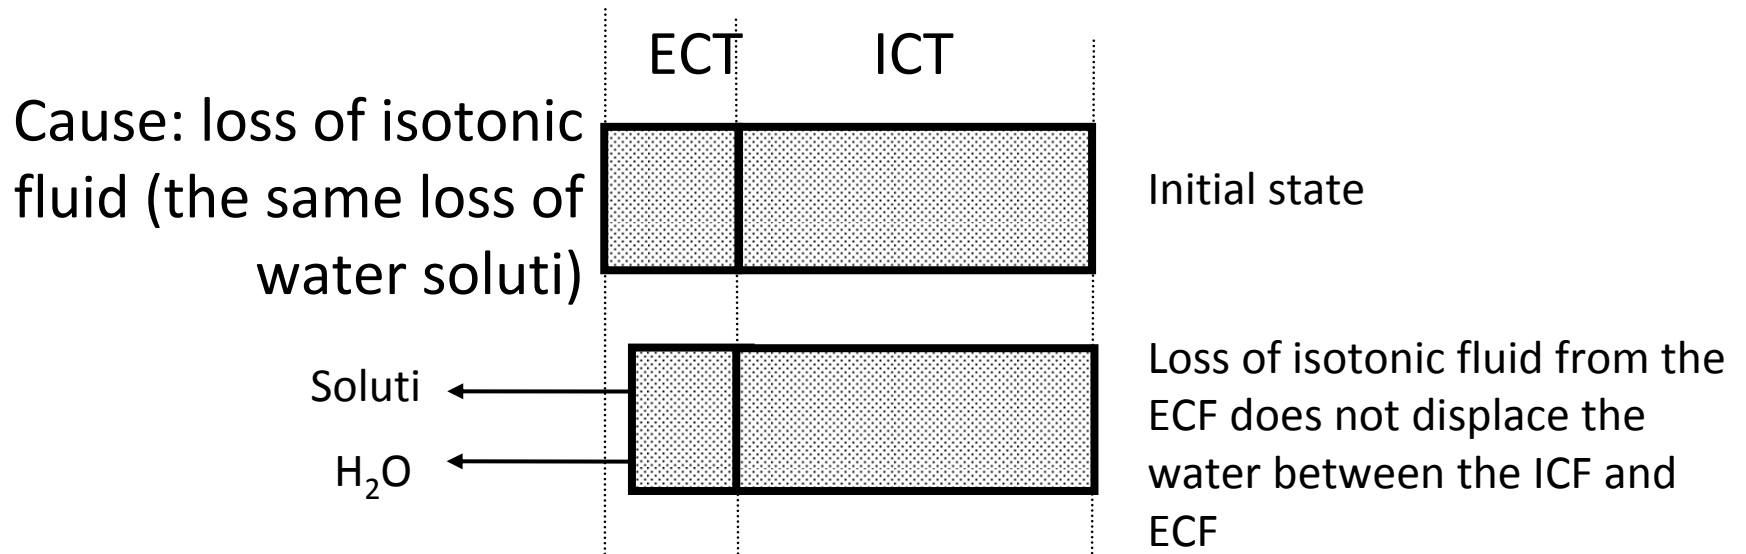 ECT ICT
Cause: loss of isotonic
fluid (the same loss of
water soluti)
Initial state
Soluti
H₂O
Loss of isotonic fluid from the
ECF does not displace the
water between the ICF and
ECF